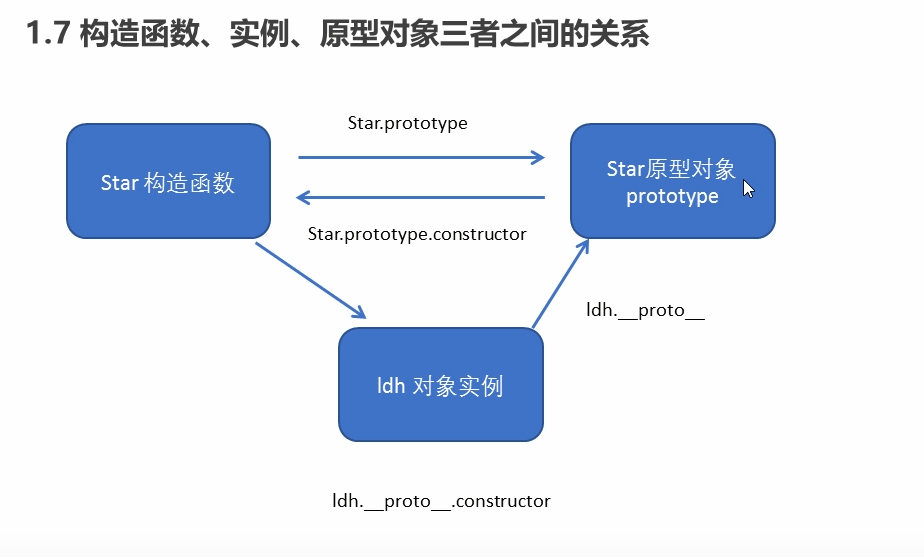 1.7 构造函数、实例、原型对象三者之间的关系
Star.prototype
Star 构造函数
Star原型对象
prototype
Star.prototype.constructor
ldh.__proto__
ldh 对象实例
ldh.__proto__.constructor